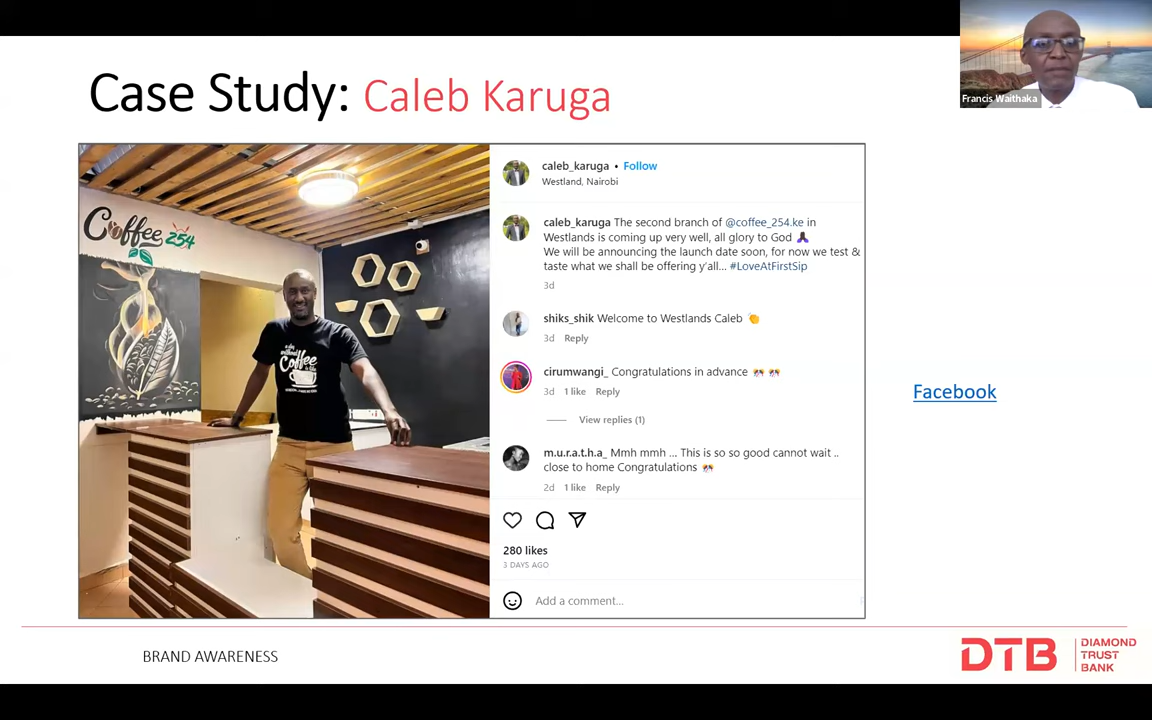 Case Study: Caleb Karuga
Francis Waithaka
Coffee 254
Coffee
caleb_karuga • Follow
Westland, Nairobi
caleb_karuga The second branch of @coffee_254.ke in
Westlands is coming up very well, all glory to God
We will be announcing the launch date soon, for now we test &
taste what we shall be offering y'all... #LoveAtFirstSip
3d
shiks_shik Welcome to Westlands Caleb
3d Reply
cirumwangi_ Congratulations in advance
3d 1 like Reply
View replies (1)
m.u.r.a.t.h.a_ Mmh mmh ... This is so so good cannot wait ..
close to home Congratulations
2d 1 like Reply
280 likes
3 DAYS AGO
Add a comment...
Facebook
BRAND AWARENESS
DTB
DIAMOND
TRUST
BANK